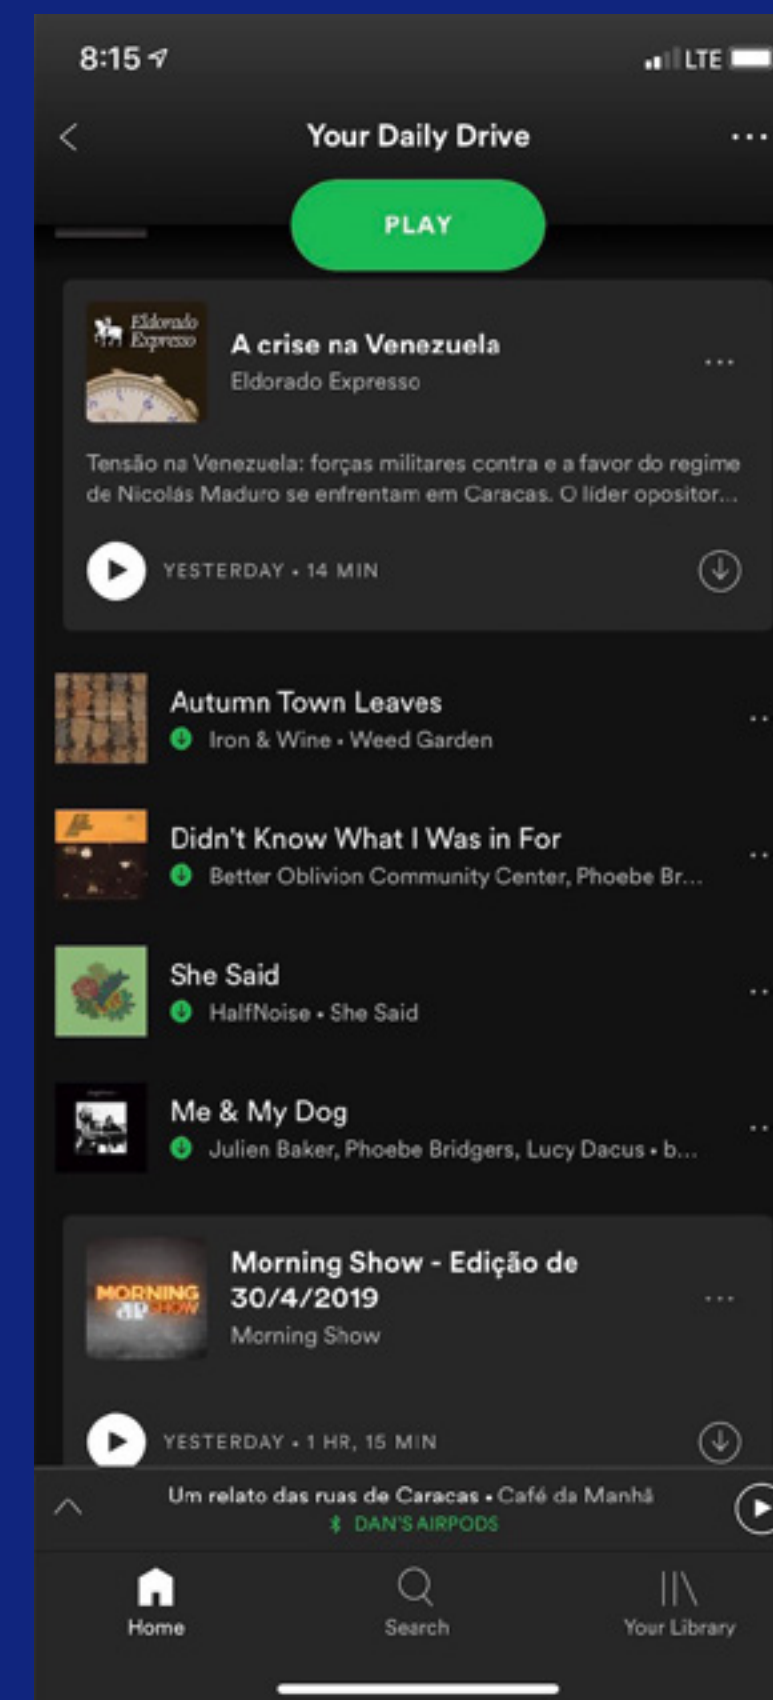 8:15
LTE
Your Daily Drive
PLAY
Eldorado
Expresso
A crise na Venezuela
Eldorado Expresso
Tensão na Venezuela: forças militares contra e a favor do regime
de Nicolás Maduro se enfrentam em Caracas. O líder opositor...
YESTERDAY • 14 MIN
Autumn Town Leaves
Iron & Wine • Weed Garden
Didn't Know What I Was in For
Better Oblivion Community Center, Phoebe Br...
She Said
HalfNoise • She Said
Me & My Dog
Julien Baker, Phoebe Bridgers, Lucy Dacus • b...
MORNING
SHOW
Morning Show - Edição de
30/4/2019
Morning Show
YESTERDAY • 1 HR, 15 MIN
Um relato das ruas de Caracas • Café da Manhã
DAN'S AIRPODS
Home
Search
Your Library